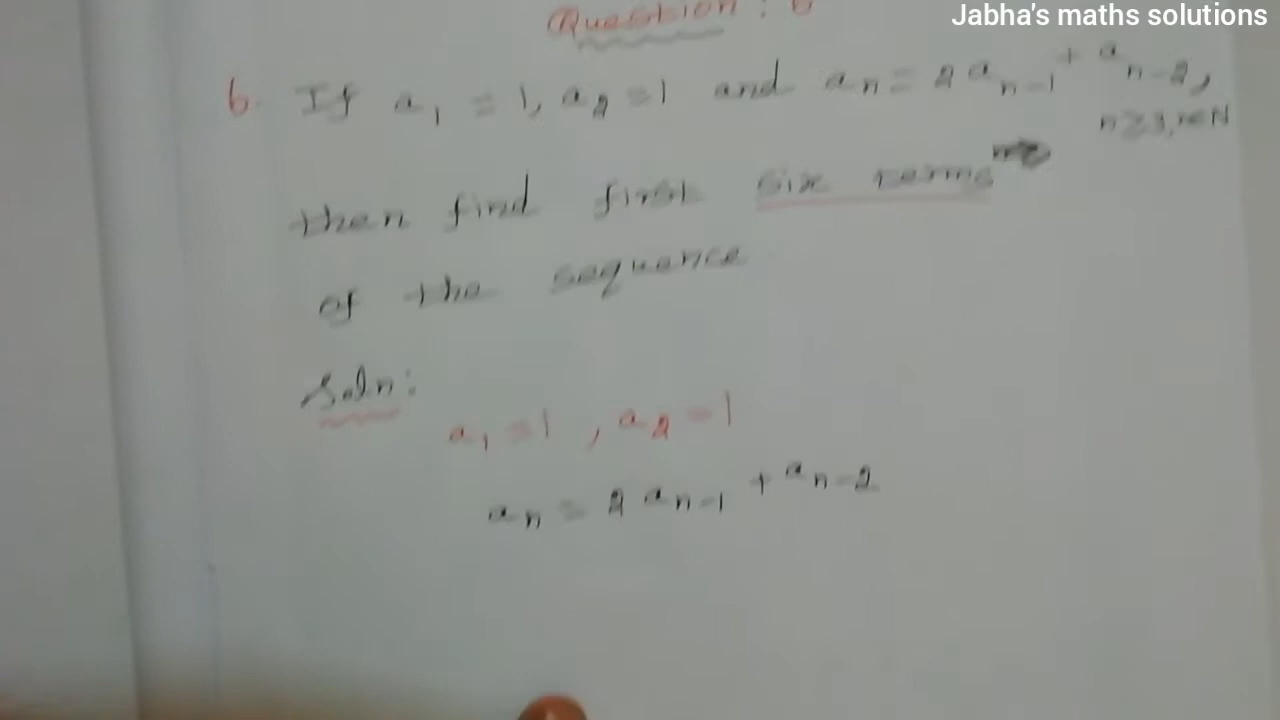 Jabha's maths solutions
Question: 6
6. If a₁ = 1, a₂ = 1 and aₙ = 2aₙ₋₁ + aₙ₋₂,
n≥3, n∈N
then find first six terms
of the sequence
Soln:
a₁ = 1, a₂ = 1
aₙ = 2aₙ₋₁ + aₙ₋₂